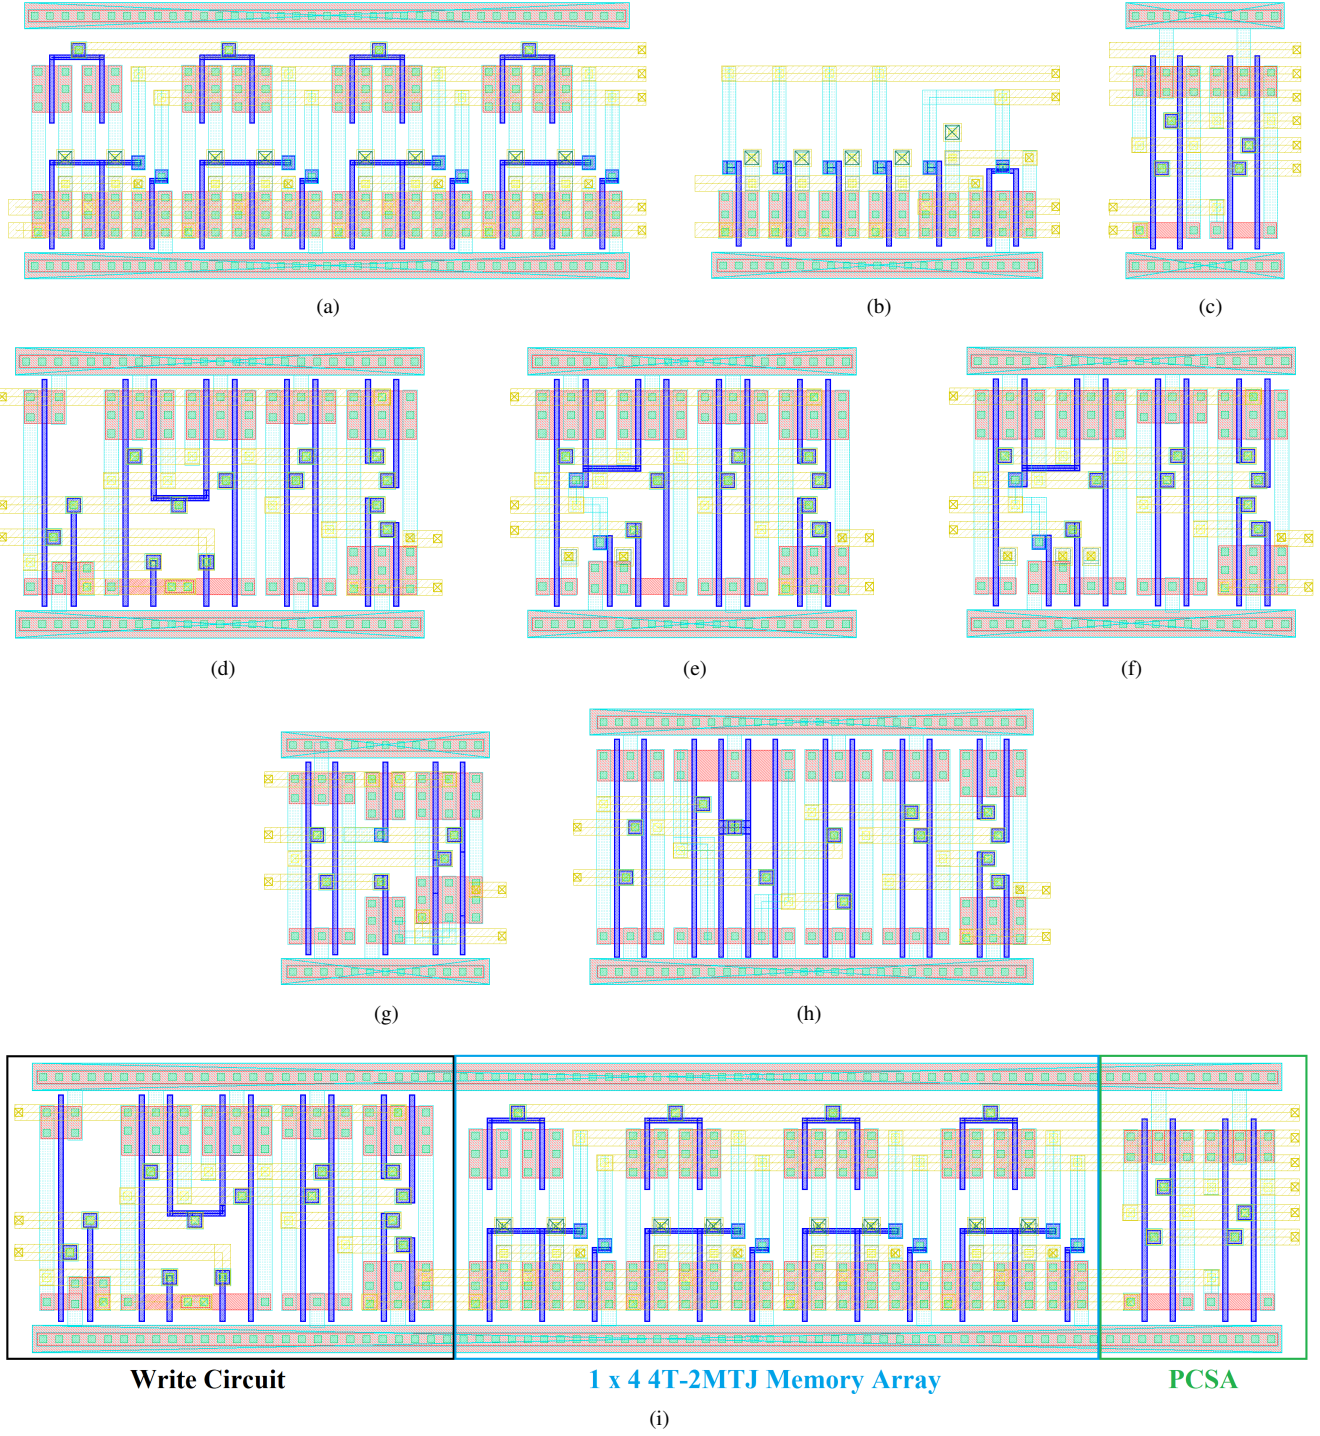 (a)
(b)
(c)
(d)
(e)
(f)
(g)
(h)
Write Circuit
1 x 4 4T-2MTJ Memory Array
PCSA
(i)